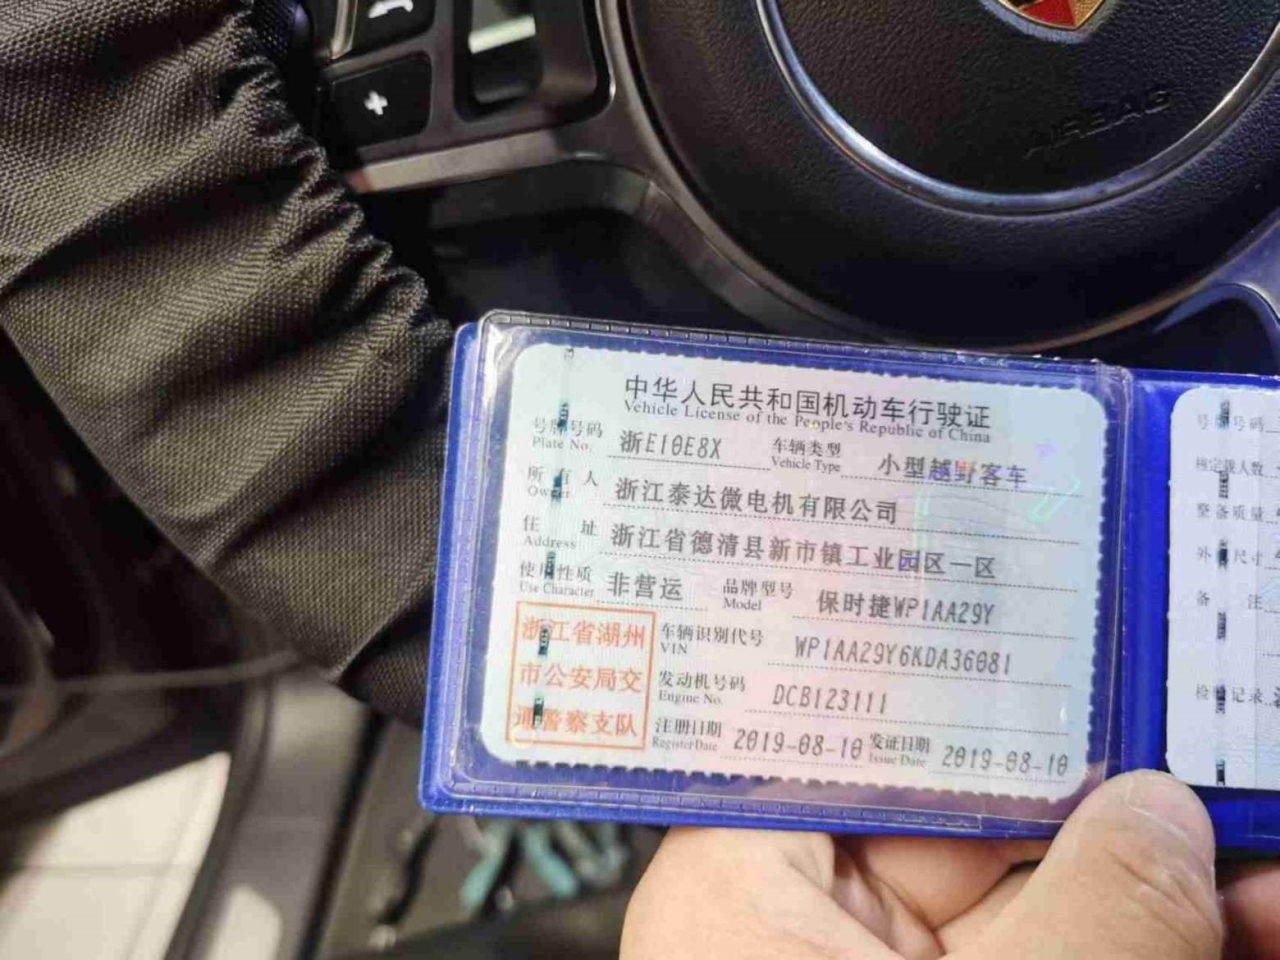 AIRBAG
中华人民共和国机动车行驶证
Vehicle License of the People's Republic of China
号牌号码 浙E10E8X 车辆类型 小型越野客车
Plate No. Vehicle Type
所有人 浙江泰达微电机有限公司
Owner
住址 浙江省德清县新市镇工业园区一区
Address
使用性质 非营运 品牌型号 保时捷WP1AA29Y
Use Character Model
浙江省湖州
市公安局交
通警察支队
车辆识别代号 WP1AA29Y6KDA36081
VIN
发动机号码 DCB123111
Engine No.
注册日期 2019-08-10 发证日期 2019-08-10
Register Date Issue Date
号牌号码
核定载人数
整备质量
外廓尺寸
备注
检验记录